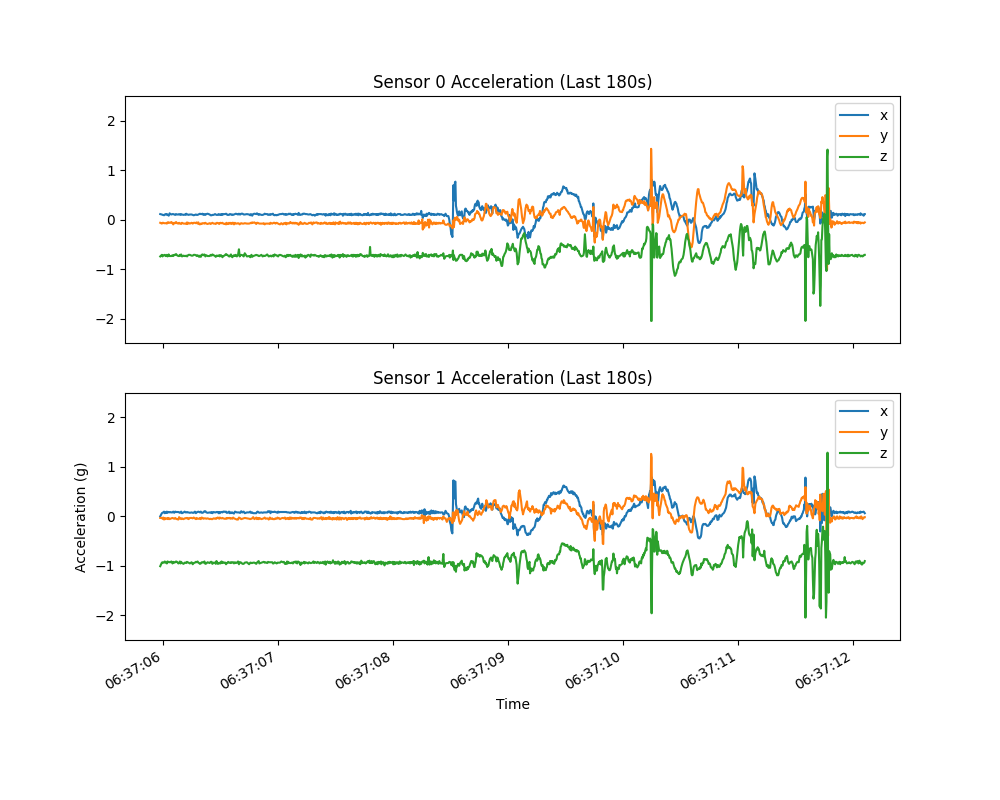 Sensor 0 Acceleration (Last 180s)
2
1
0
−1
−2
x
y
z
Sensor 1 Acceleration (Last 180s)
Acceleration (g)
2
1
0
−1
−2
x
y
z
06:37:06
06:37:07
06:37:08
06:37:09
06:37:10
06:37:11
06:37:12
Time